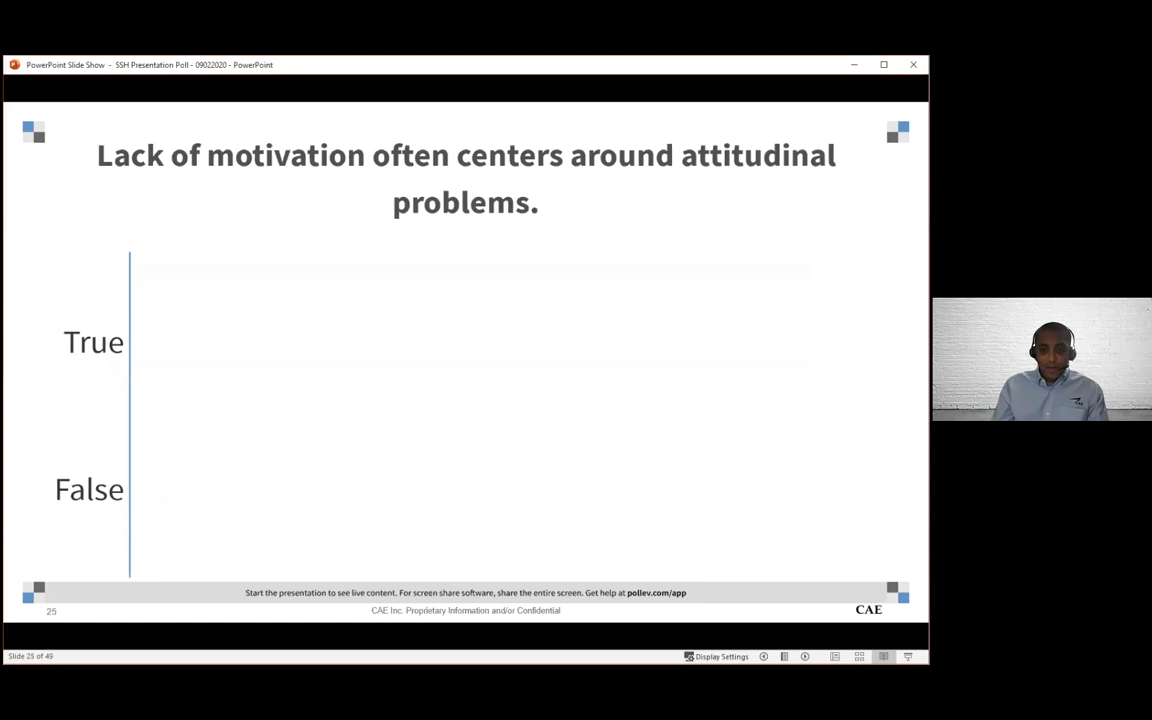 PowerPoint Slide Show - SSH Presentation Poll - 09022020 - PowerPoint
Lack of motivation often centers around attitudinal
problems.
True
False
Start the presentation to see live content. For screen share software, share the entire screen. Get help at pollev.com/app
25
CAE Inc. Proprietary Information and/or Confidential
CAE
Slide 25 of 49
Display Settings
CAE